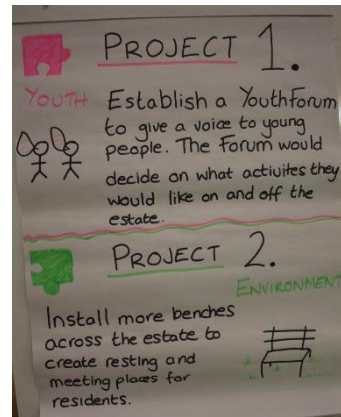 PROJECT 1.
YOUTH
Establish a YouthForum
to give a voice to young
people. The Forum would
decide on what activites they
would like on and off the
estate.
PROJECT 2.
ENVIRONMENT
Install more benches
across the estate to
create resting and
meeting places for
residents.